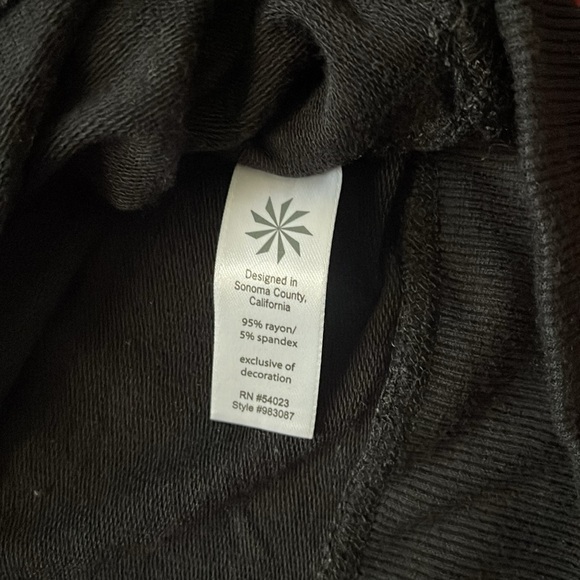 Designed in
Sonoma County,
California
95% rayon/
5% spandex
exclusive of
decoration
RN #54023
Style #983087